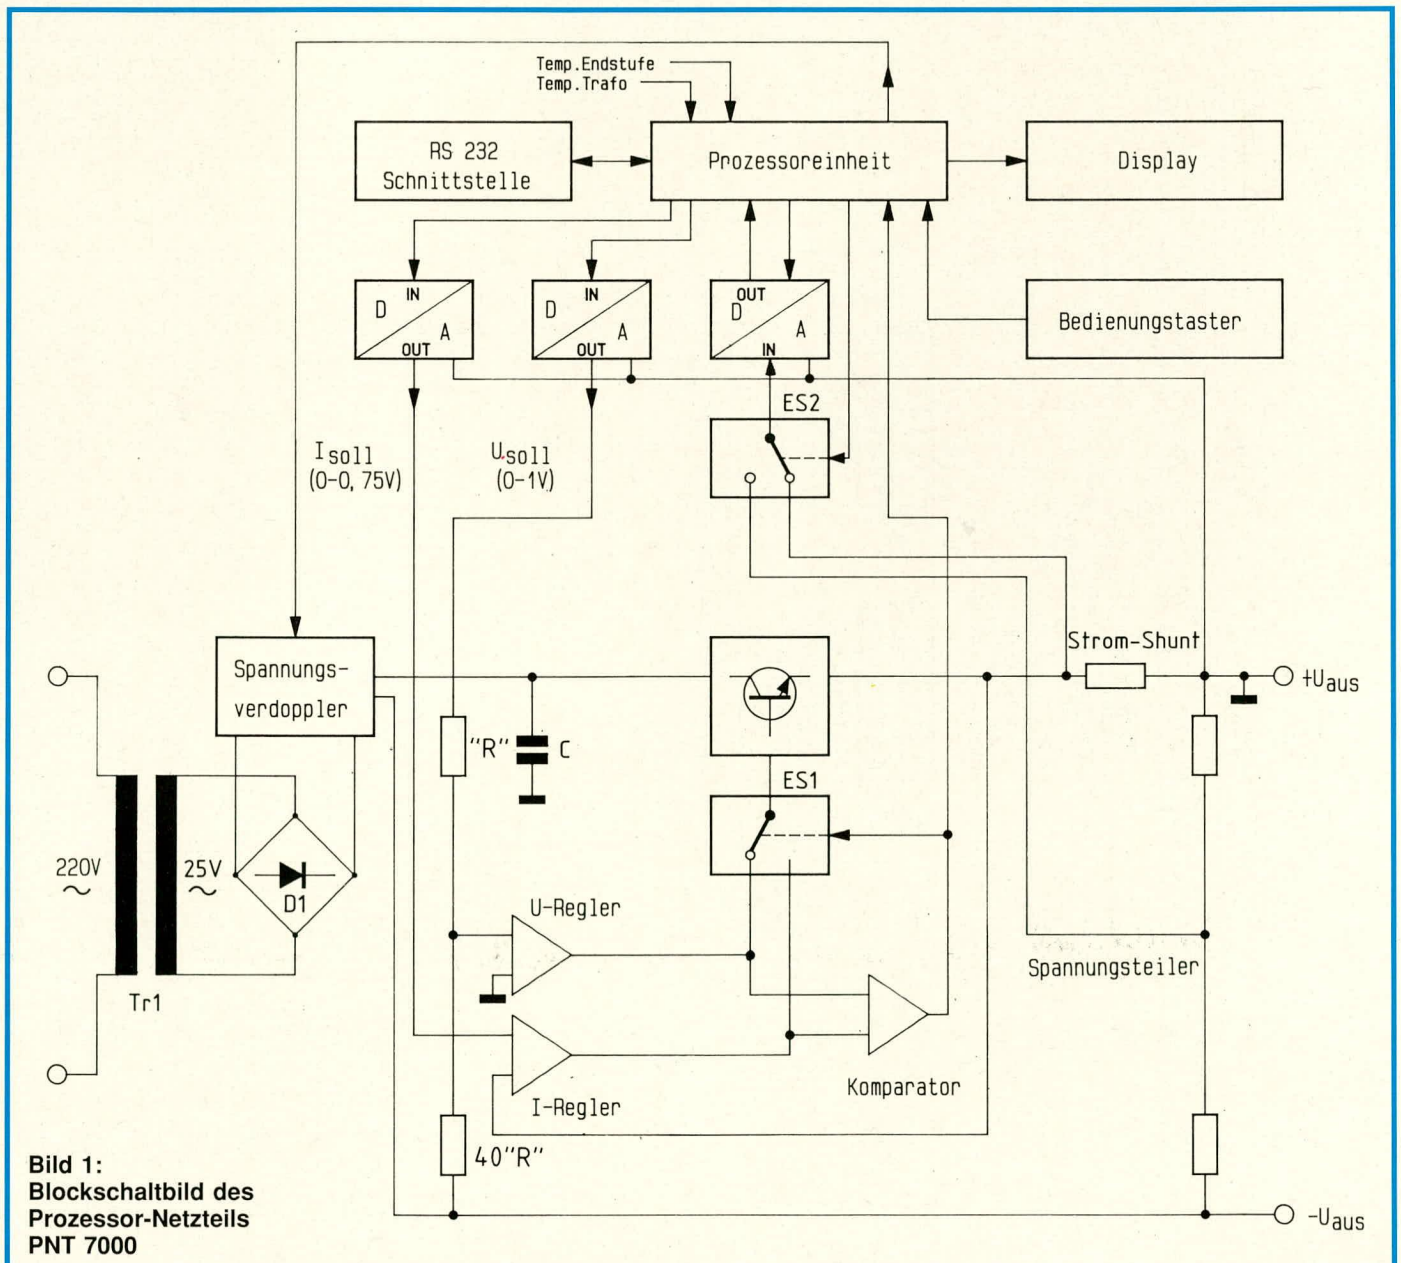 Temp.Endstufe
Temp.Trafo
RS 232
Schnittstelle
Prozessoreinheit
Display
IN
D
A
OUT
IN
D
A
OUT
OUT
D
A
IN
Bedienungstaster
ES2
I soll
(0-0,75V)
U soll
(0-1V)
Spannungs-
verdoppler
Strom-Shunt
+Uaus
"R"
C
ES1
220V
~
25V
~
D1
U-Regler
Spannungsteiler
Tr1
Komparator
I-Regler
40"R"
-Uaus
Bild 1:
Blockschaltbild des
Prozessor-Netzteils
PNT 7000